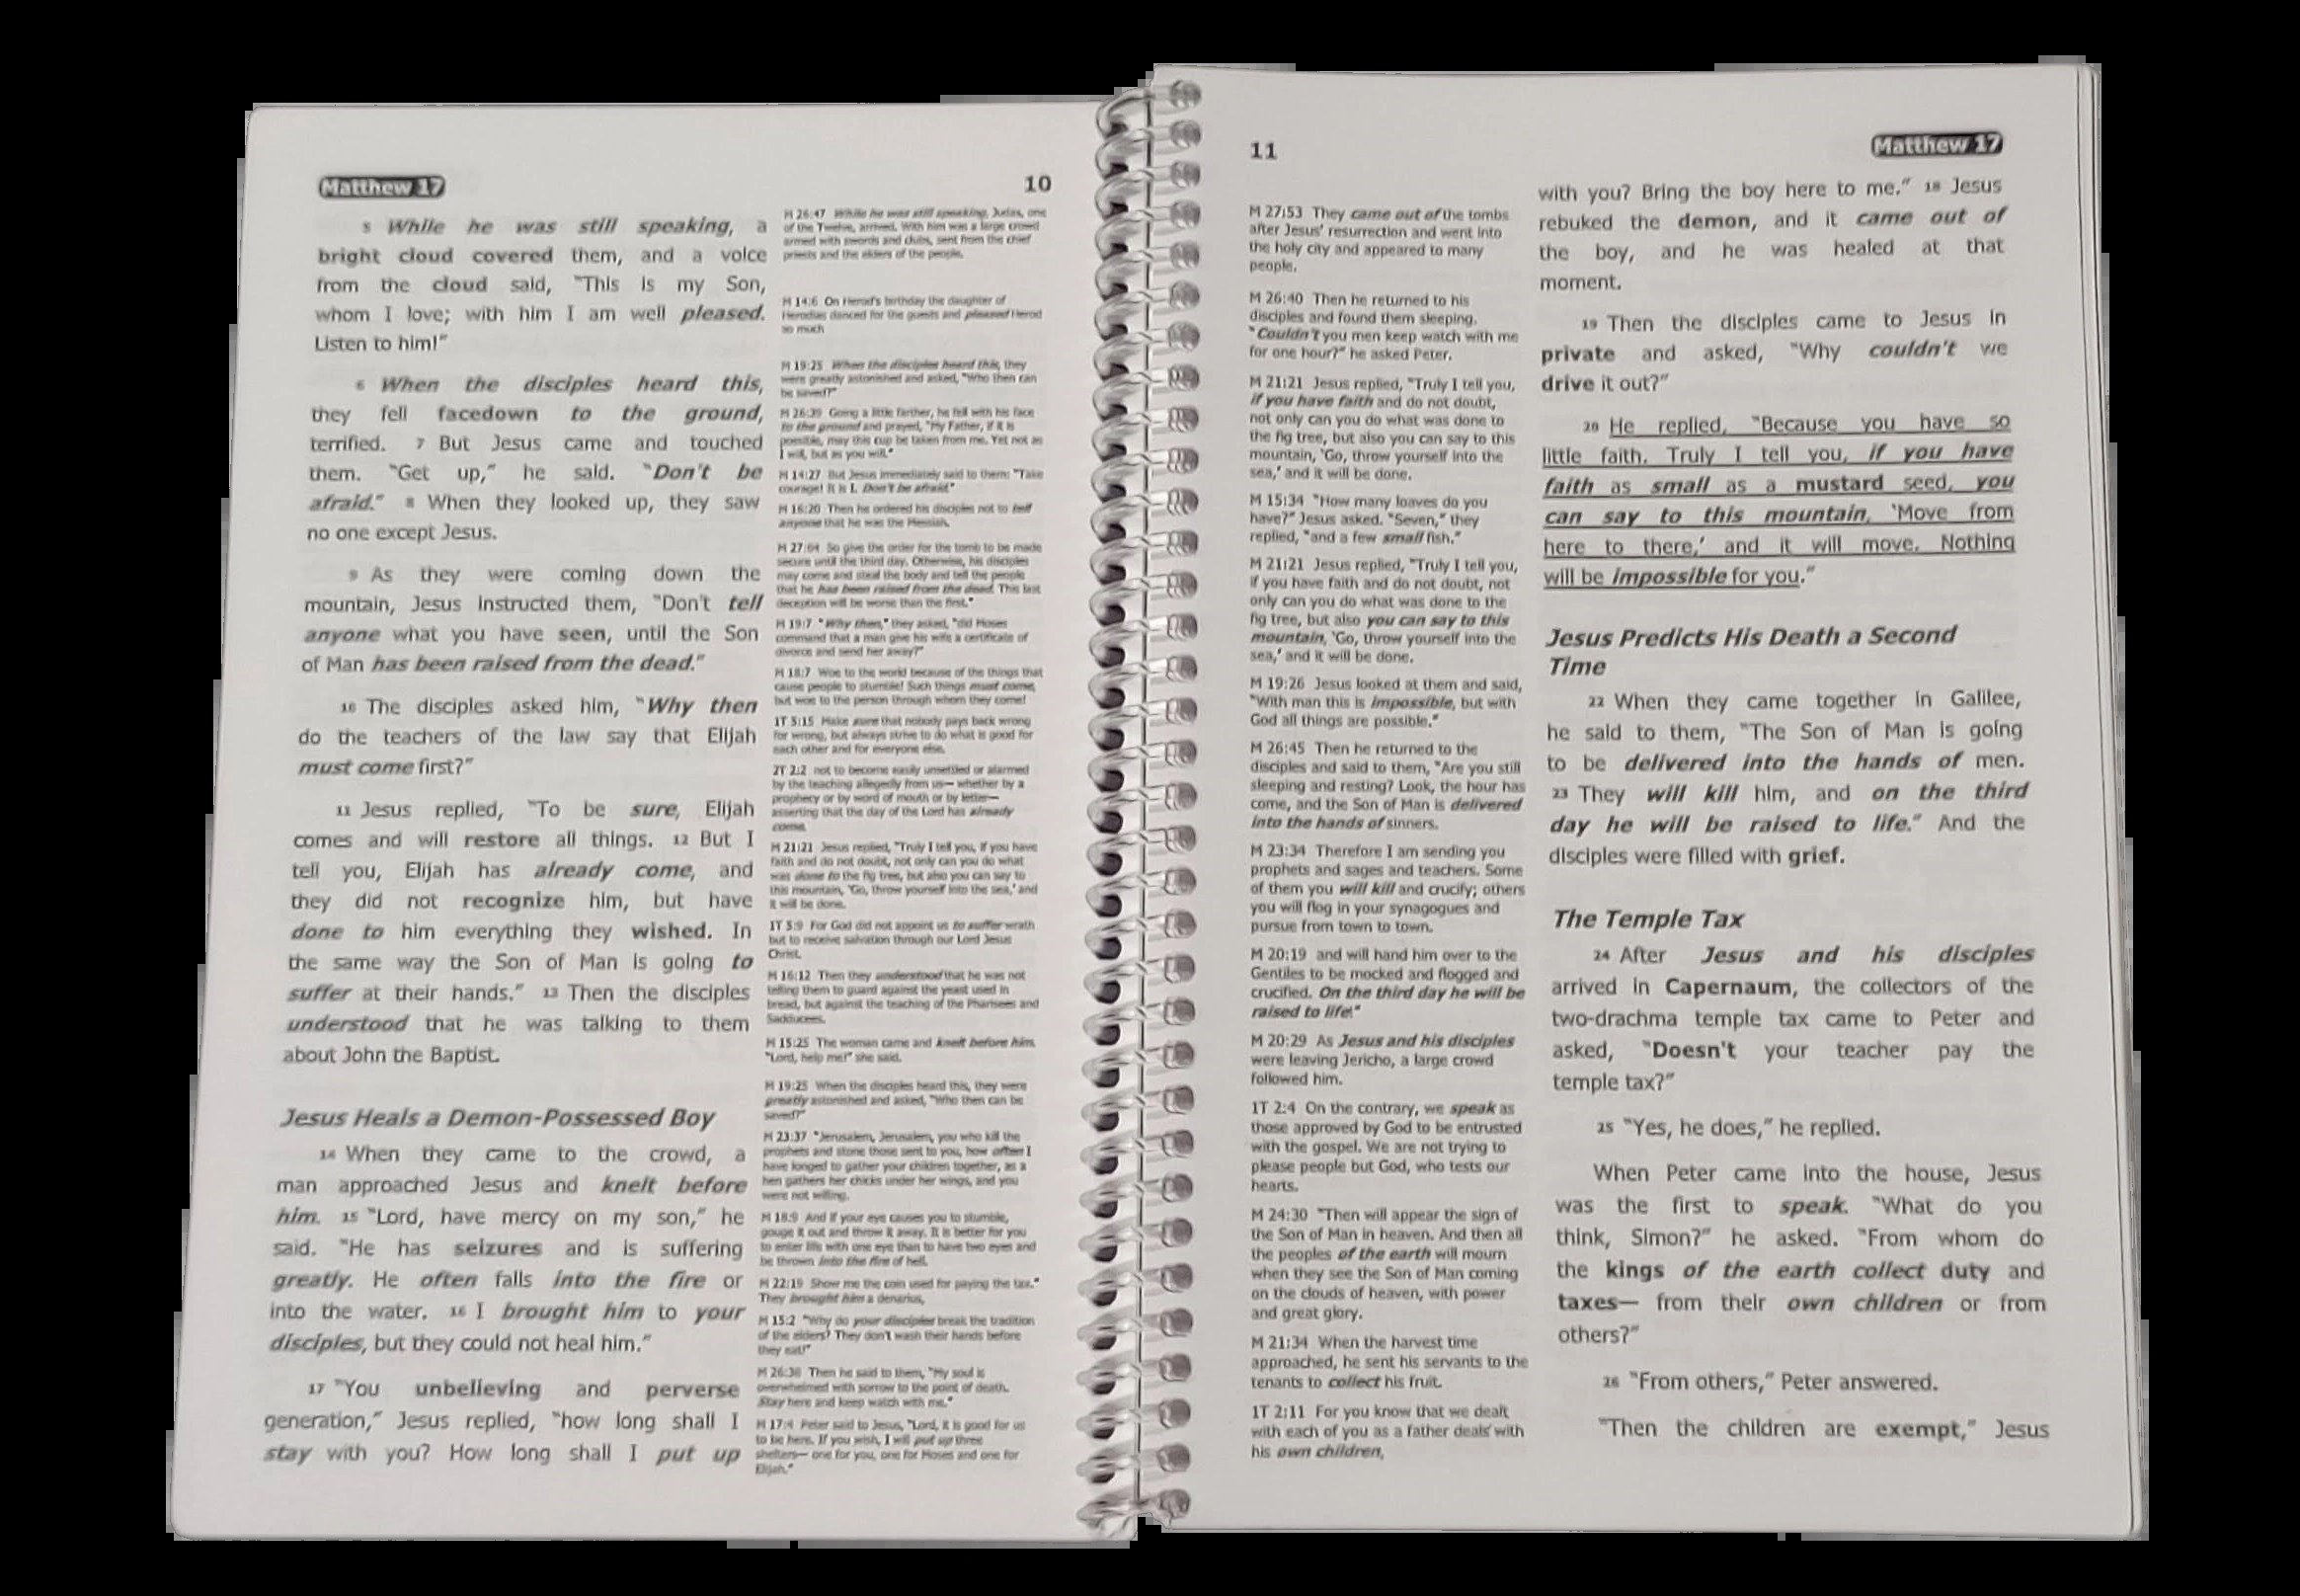 Matthew 17
10
5 While he was still speaking, a
bright cloud covered them, and a voice
from the cloud said, "This is my Son,
whom I love; with him I am well pleased.
Listen to him!"
6 When the disciples heard this,
they fell facedown to the ground,
terrified. 7 But Jesus came and touched
them. "Get up," he said. "Don't be
afraid." 8 When they looked up, they saw
no one except Jesus.
9 As they were coming down the
mountain, Jesus instructed them, "Don't tell
anyone what you have seen, until the Son
of Man has been raised from the dead."
10 The disciples asked him, "Why then
do the teachers of the law say that Elijah
must come first?"
11 Jesus replied, "To be sure, Elijah
comes and will restore all things. 12 But I
tell you, Elijah has already come, and
they did not recognize him, but have
done to him everything they wished. In
the same way the Son of Man is going to
suffer at their hands." 13 Then the disciples
understood that he was talking to them
about John the Baptist.
Jesus Heals a Demon-Possessed Boy
14 When they came to the crowd, a
man approached Jesus and knelt before
him. 15 "Lord, have mercy on my son," he
said. "He has seizures and is suffering
greatly. He often falls into the fire or
into the water. 16 I brought him to your
disciples, but they could not heal him."
17 "You unbelieving and perverse
generation," Jesus replied, "how long shall I
stay with you? How long shall I put up
M 26:47 While he was still speaking, Judas, one
of the Twelve, arrived. With him was a large crowd
armed with swords and clubs, sent from the chief
priests and the elders of the people.
M 14:6 On Herod's birthday the daughter of
Herodias danced for the guests and pleased Herod
so much
M 19:25 When the disciples heard this, they
were greatly astonished and asked, "Who then can
be saved?"
M 26:39 Going a little farther, he fell with his face
to the ground and prayed, "My Father, if it is
possible, may this cup be taken from me. Yet not as
I will, but as you will."
M 14:27 But Jesus immediately said to them: "Take
courage! It is I. Don't be afraid."
M 16:20 Then he ordered his disciples not to tell
anyone that he was the Messiah.
M 27:64 So give the order for the tomb to be made
secure until the third day. Otherwise, his disciples
may come and steal the body and tell the people
that he has been raised from the dead. This last
deception will be worse than the first."
M 19:7 "Why then," they asked, "did Moses
command that a man give his wife a certificate of
divorce and send her away?"
M 18:7 Woe to the world because of the things that
cause people to stumble! Such things must come,
but woe to the person through whom they come!
1T 5:15 Make sure that nobody pays back wrong
for wrong, but always strive to do what is good for
each other and for everyone else.
2T 2:2 not to become easily unsettled or alarmed
by the teaching allegedly from us— whether by a
prophecy or by word of mouth or by letter—
asserting that the day of the Lord has already
come.
M 21:21 Jesus replied, "Truly I tell you, if you have
faith and do not doubt, not only can you do what
was done to the fig tree, but also you can say to
this mountain, 'Go, throw yourself into the sea,' and
it will be done.
1T 5:9 For God did not appoint us to suffer wrath
but to receive salvation through our Lord Jesus
Christ.
M 16:12 Then they understood that he was not
telling them to guard against the yeast used in
bread, but against the teaching of the Pharisees and
Sadducees.
M 15:25 The woman came and knelt before him.
"Lord, help me!" she said.
M 19:25 When the disciples heard this, they were
greatly astonished and asked, "Who then can be
saved?"
M 23:37 "Jerusalem, Jerusalem, you who kill the
prophets and stone those sent to you, how often I
have longed to gather your children together, as a
hen gathers her chicks under her wings, and you
were not willing.
M 18:9 And if your eye causes you to stumble,
gouge it out and throw it away. It is better for you
to enter life with one eye than to have two eyes and
be thrown into the fire of hell.
M 22:19 Show me the coin used for paying the tax."
They brought him a denarius,
M 15:2 "Why do your disciples break the tradition
of the elders? They don't wash their hands before
they eat!"
M 26:38 Then he said to them, "My soul is
overwhelmed with sorrow to the point of death.
Stay here and keep watch with me."
M 17:4 Peter said to Jesus, "Lord, it is good for us
to be here. If you wish, I will put up three
shelters— one for you, one for Moses and one for
Elijah."
11
Matthew 17
M 27:53 They came out of the tombs
after Jesus' resurrection and went into
the holy city and appeared to many
people.
M 26:40 Then he returned to his
disciples and found them sleeping.
"Couldn't you men keep watch with me
for one hour?" he asked Peter.
M 21:21 Jesus replied, "Truly I tell you,
if you have faith and do not doubt,
not only can you do what was done to
the fig tree, but also you can say to this
mountain, 'Go, throw yourself into the
sea,' and it will be done.
M 15:34 "How many loaves do you
have?" Jesus asked. "Seven," they
replied, "and a few small fish."
M 21:21 Jesus replied, "Truly I tell you,
if you have faith and do not doubt, not
only can you do what was done to the
fig tree, but also you can say to this
mountain, 'Go, throw yourself into the
sea,' and it will be done.
M 19:26 Jesus looked at them and said,
"With man this is impossible, but with
God all things are possible."
M 26:45 Then he returned to the
disciples and said to them, "Are you still
sleeping and resting? Look, the hour has
come, and the Son of Man is delivered
into the hands of sinners.
M 23:34 Therefore I am sending you
prophets and sages and teachers. Some
of them you will kill and crucify; others
you will flog in your synagogues and
pursue from town to town.
M 20:19 and will hand him over to the
Gentiles to be mocked and flogged and
crucified. On the third day he will be
raised to life!"
M 20:29 As Jesus and his disciples
were leaving Jericho, a large crowd
followed him.
1T 2:4 On the contrary, we speak as
those approved by God to be entrusted
with the gospel. We are not trying to
please people but God, who tests our
hearts.
M 24:30 "Then will appear the sign of
the Son of Man in heaven. And then all
the peoples of the earth will mourn
when they see the Son of Man coming
on the clouds of heaven, with power
and great glory.
M 21:34 When the harvest time
approached, he sent his servants to the
tenants to collect his fruit.
1T 2:11 For you know that we dealt
with each of you as a father deals with
his own children,
with you? Bring the boy here to me." 18 Jesus
rebuked the demon, and it came out of
the boy, and he was healed at that
moment.
19 Then the disciples came to Jesus in
private and asked, "Why couldn't we
drive it out?"
20 He replied, "Because you have so
little faith. Truly I tell you, if you have
faith as small as a mustard seed, you
can say to this mountain, 'Move from
here to there,' and it will move. Nothing
will be impossible for you."
Jesus Predicts His Death a Second
Time
22 When they came together in Galilee,
he said to them, "The Son of Man is going
to be delivered into the hands of men.
23 They will kill him, and on the third
day he will be raised to life." And the
disciples were filled with grief.
The Temple Tax
24 After Jesus and his disciples
arrived in Capernaum, the collectors of the
two-drachma temple tax came to Peter and
asked, "Doesn't your teacher pay the
temple tax?"
25 "Yes, he does," he replied.
When Peter came into the house, Jesus
was the first to speak. "What do you
think, Simon?" he asked. "From whom do
the kings of the earth collect duty and
taxes— from their own children or from
others?"
26 "From others," Peter answered.
"Then the children are exempt," Jesus